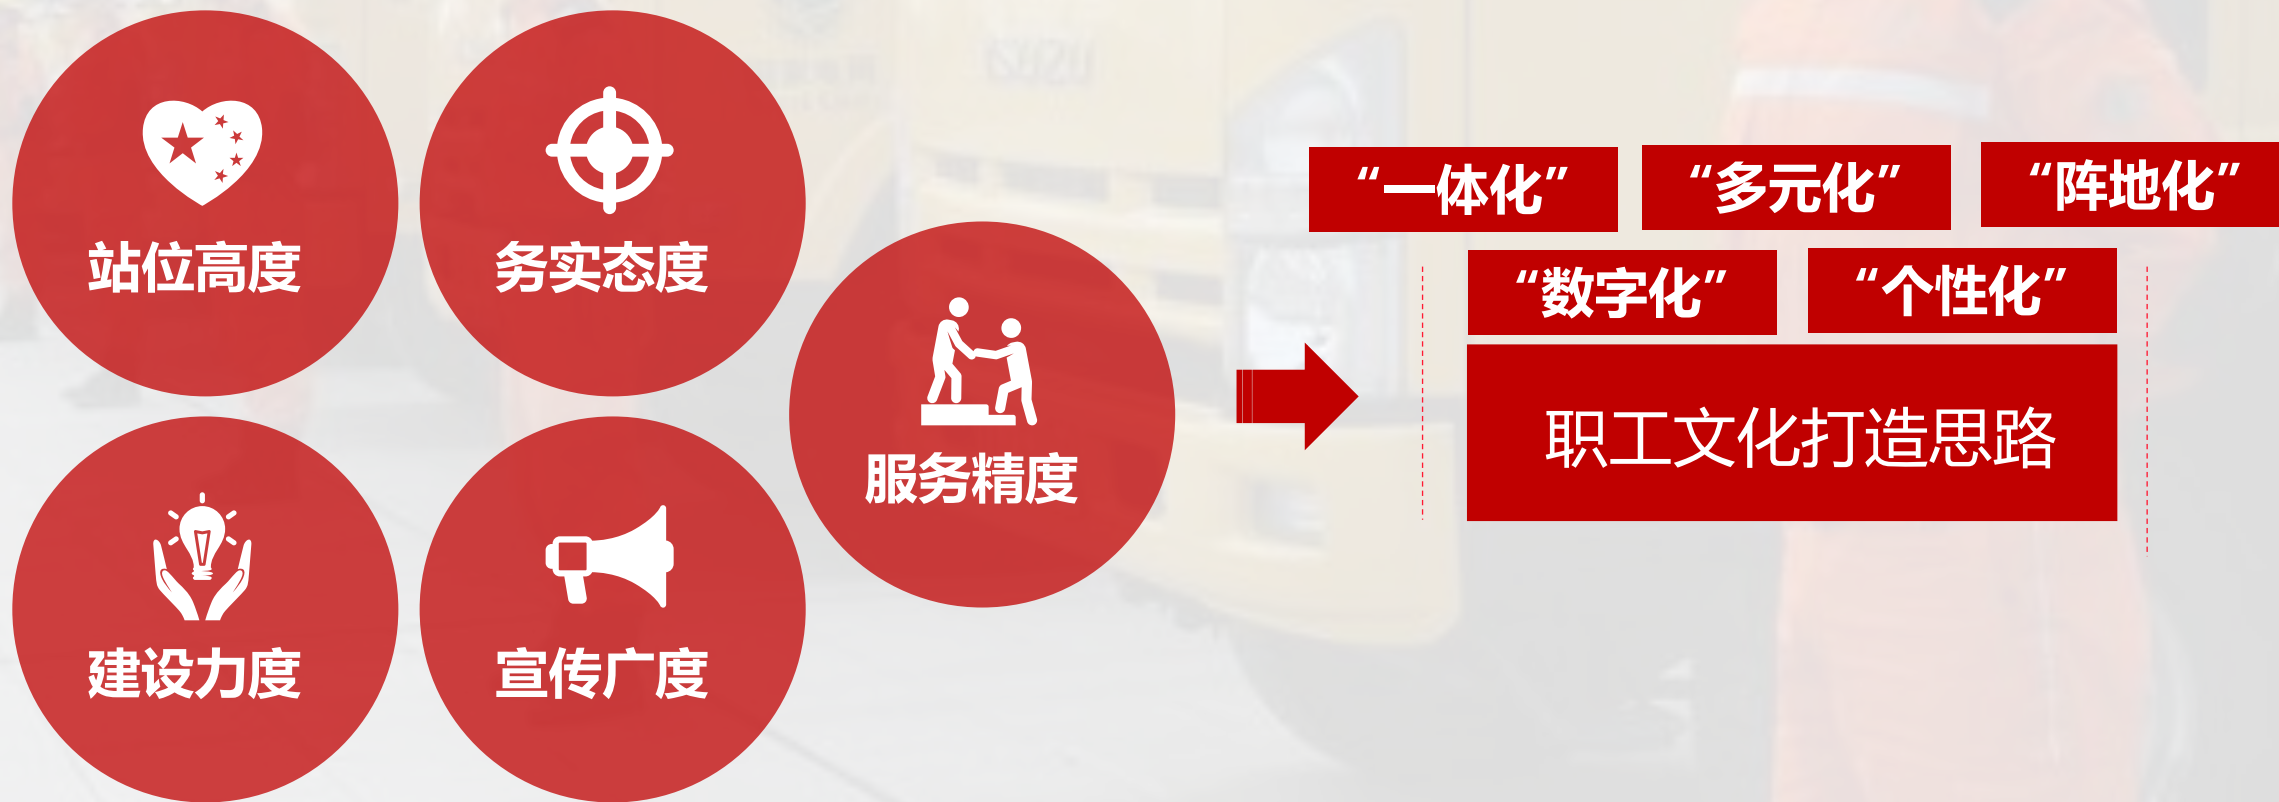 站位高度
务实态度
建设力度
宣传广度
服务精度
“一体化”
“多元化”
“阵地化”
“数字化”
“个性化”
职工文化打造思路